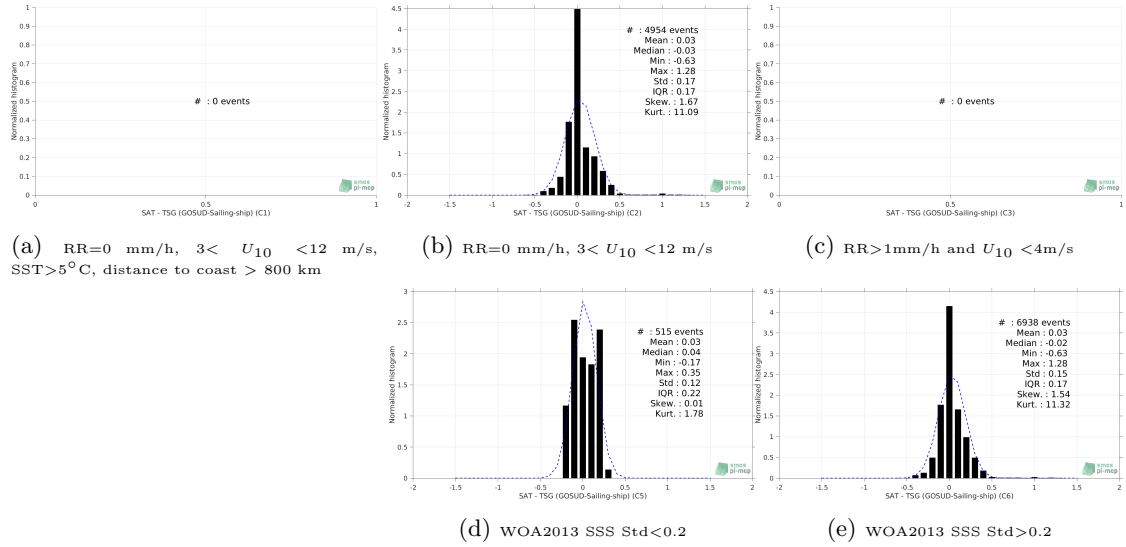 Normalized histogram
1
0.9
0.8
0.7
0.6
0.5
0.4
0.3
0.2
0.1
0
# : 0 events
0 0.5 1
SAT - TSG (GOSUD-Sailing-ship) (C1)
smos
pi-mep
(a) RR=0 mm/h, 3< U10 <12 m/s,
SST>5°C, distance to coast > 800 km
Normalized histogram
4.5
4
3.5
3
2.5
2
1.5
1
0.5
0
# : 4954 events
Mean : 0.03
Median : -0.03
Min : -0.63
Max : 1.28
Std : 0.17
IQR : 0.17
Skew. : 1.67
Kurt. : 11.09
-2 -1.5 -1 -0.5 0 0.5 1 1.5 2
SAT - TSG (GOSUD-Sailing-ship) (C2)
smos
pi-mep
(b) RR=0 mm/h, 3< U10 <12 m/s
Normalized histogram
1
0.9
0.8
0.7
0.6
0.5
0.4
0.3
0.2
0.1
0
# : 0 events
0 0.5 1
SAT - TSG (GOSUD-Sailing-ship) (C3)
smos
pi-mep
(c) RR>1mm/h and U10 <4m/s
Normalized histogram
3
2.5
2
1.5
1
0.5
0
# : 515 events
Mean : 0.03
Median : 0.04
Min : -0.17
Max : 0.35
Std : 0.12
IQR : 0.22
Skew. : 0.01
Kurt. : 1.78
-2 -1.5 -1 -0.5 0 0.5 1 1.5 2
SAT - TSG (GOSUD-Sailing-ship) (C5)
smos
pi-mep
(d) WOA2013 SSS Std<0.2
Normalized histogram
4.5
4
3.5
3
2.5
2
1.5
1
0.5
0
# : 6938 events
Mean : 0.03
Median : -0.02
Min : -0.63
Max : 1.28
Std : 0.15
IQR : 0.17
Skew. : 1.54
Kurt. : 11.32
-2 -1.5 -1 -0.5 0 0.5 1 1.5 2
SAT - TSG (GOSUD-Sailing-ship) (C6)
smos
pi-mep
(e) WOA2013 SSS Std>0.2